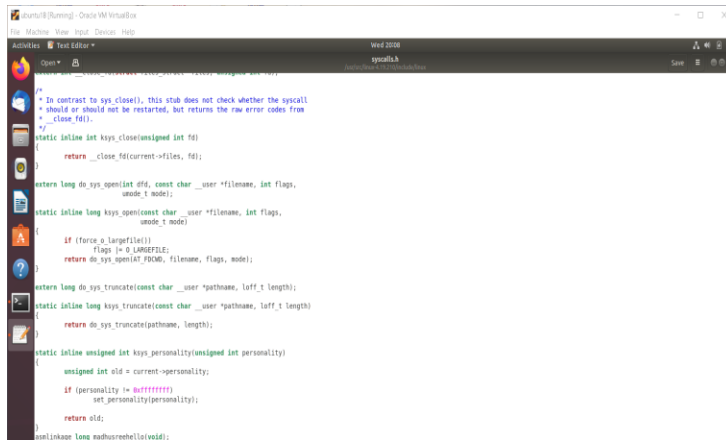 ubuntu18 [Running] - Oracle VM VirtualBox
File Machine View Input Devices Help
Activities Text Editor Wed 20:08
Open syscalls.h Save
/*
 * In contrast to sys_close(), this stub does not check whether the syscall
 * should or should not be restarted, but returns the raw error codes from
 * __close_fd().
 */
static inline int ksys_close(unsigned int fd)
{
return __close_fd(current->files, fd);
}
extern long do_sys_open(int dfd, const char __user *filename, int flags,
umode_t mode);
static inline long ksys_open(const char __user *filename, int flags,
umode_t mode)
{
if (force_o_largefile())
flags |= O_LARGEFILE;
return do_sys_open(AT_FDCWD, filename, flags, mode);
}
extern long do_sys_truncate(const char __user *pathname, loff_t length);
static inline long ksys_truncate(const char __user *pathname, loff_t length)
{
return do_sys_truncate(pathname, length);
}
static inline unsigned int ksys_personality(unsigned int personality)
{
unsigned int old = current->personality;
if (personality != 0xffffffff)
set_personality(personality);
return old;
}
asmlinkage long madhusreehello(void);